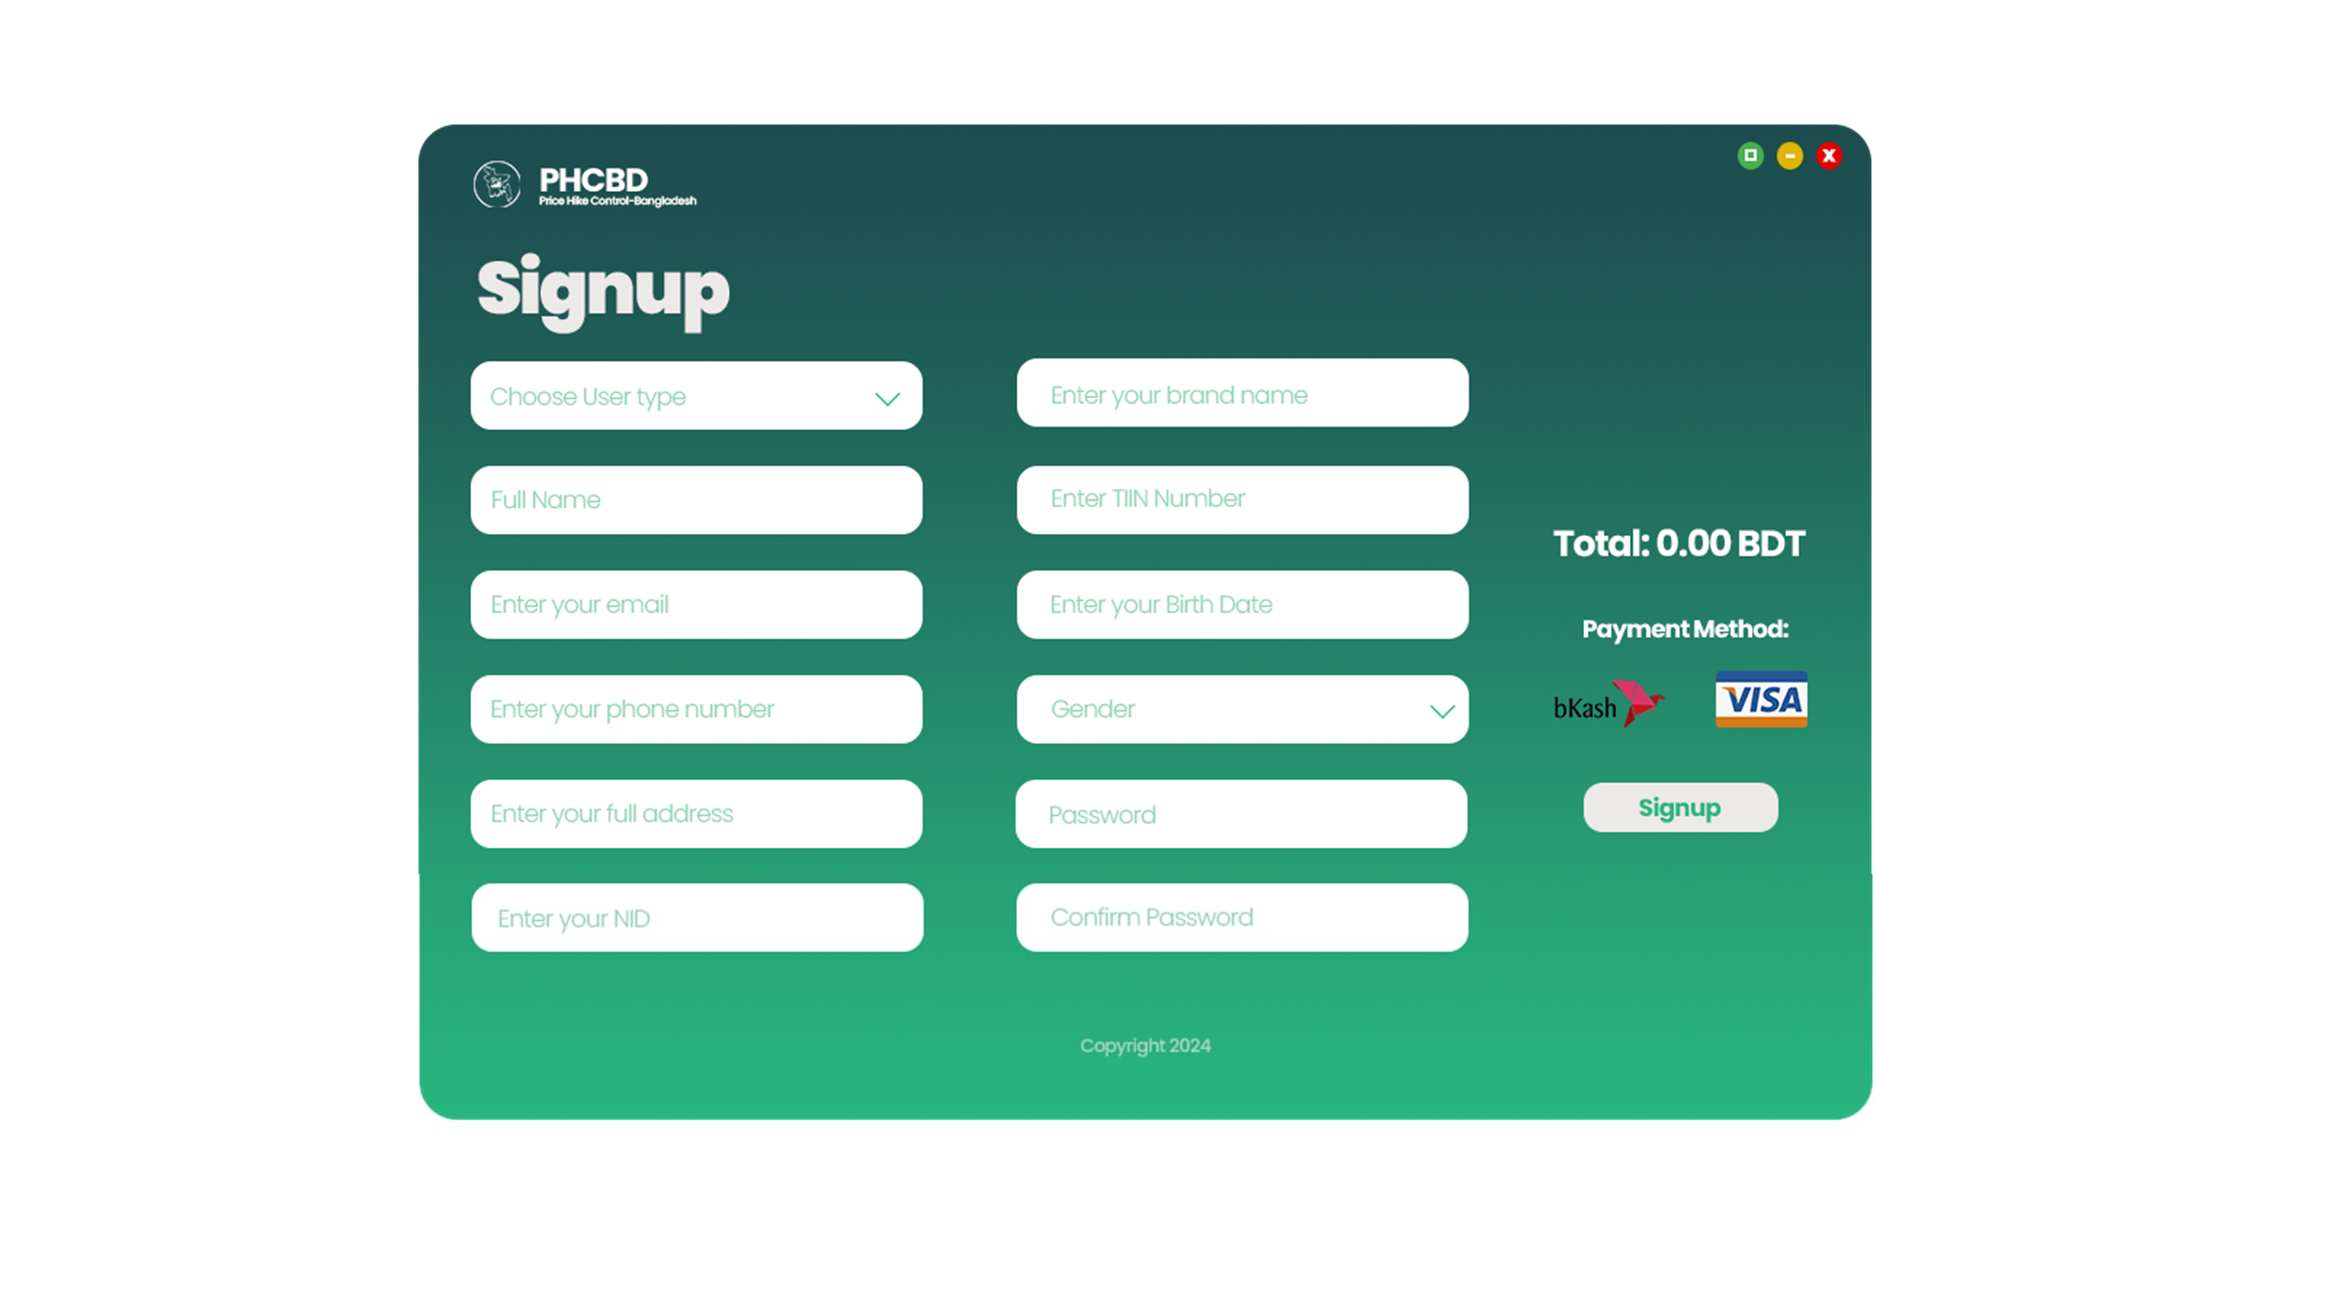 PHCBD
Price Hike Control-Bangladesh
Signup
Choose User type
Full Name
Enter your email
Enter your phone number
Enter your full address
Enter your NID
Enter your brand name
Enter TIIN Number
Enter your Birth Date
Gender
Password
Confirm Password
Total: 0.00 BDT
Payment Method:
bKash
VISA
Signup
Copyright 2024